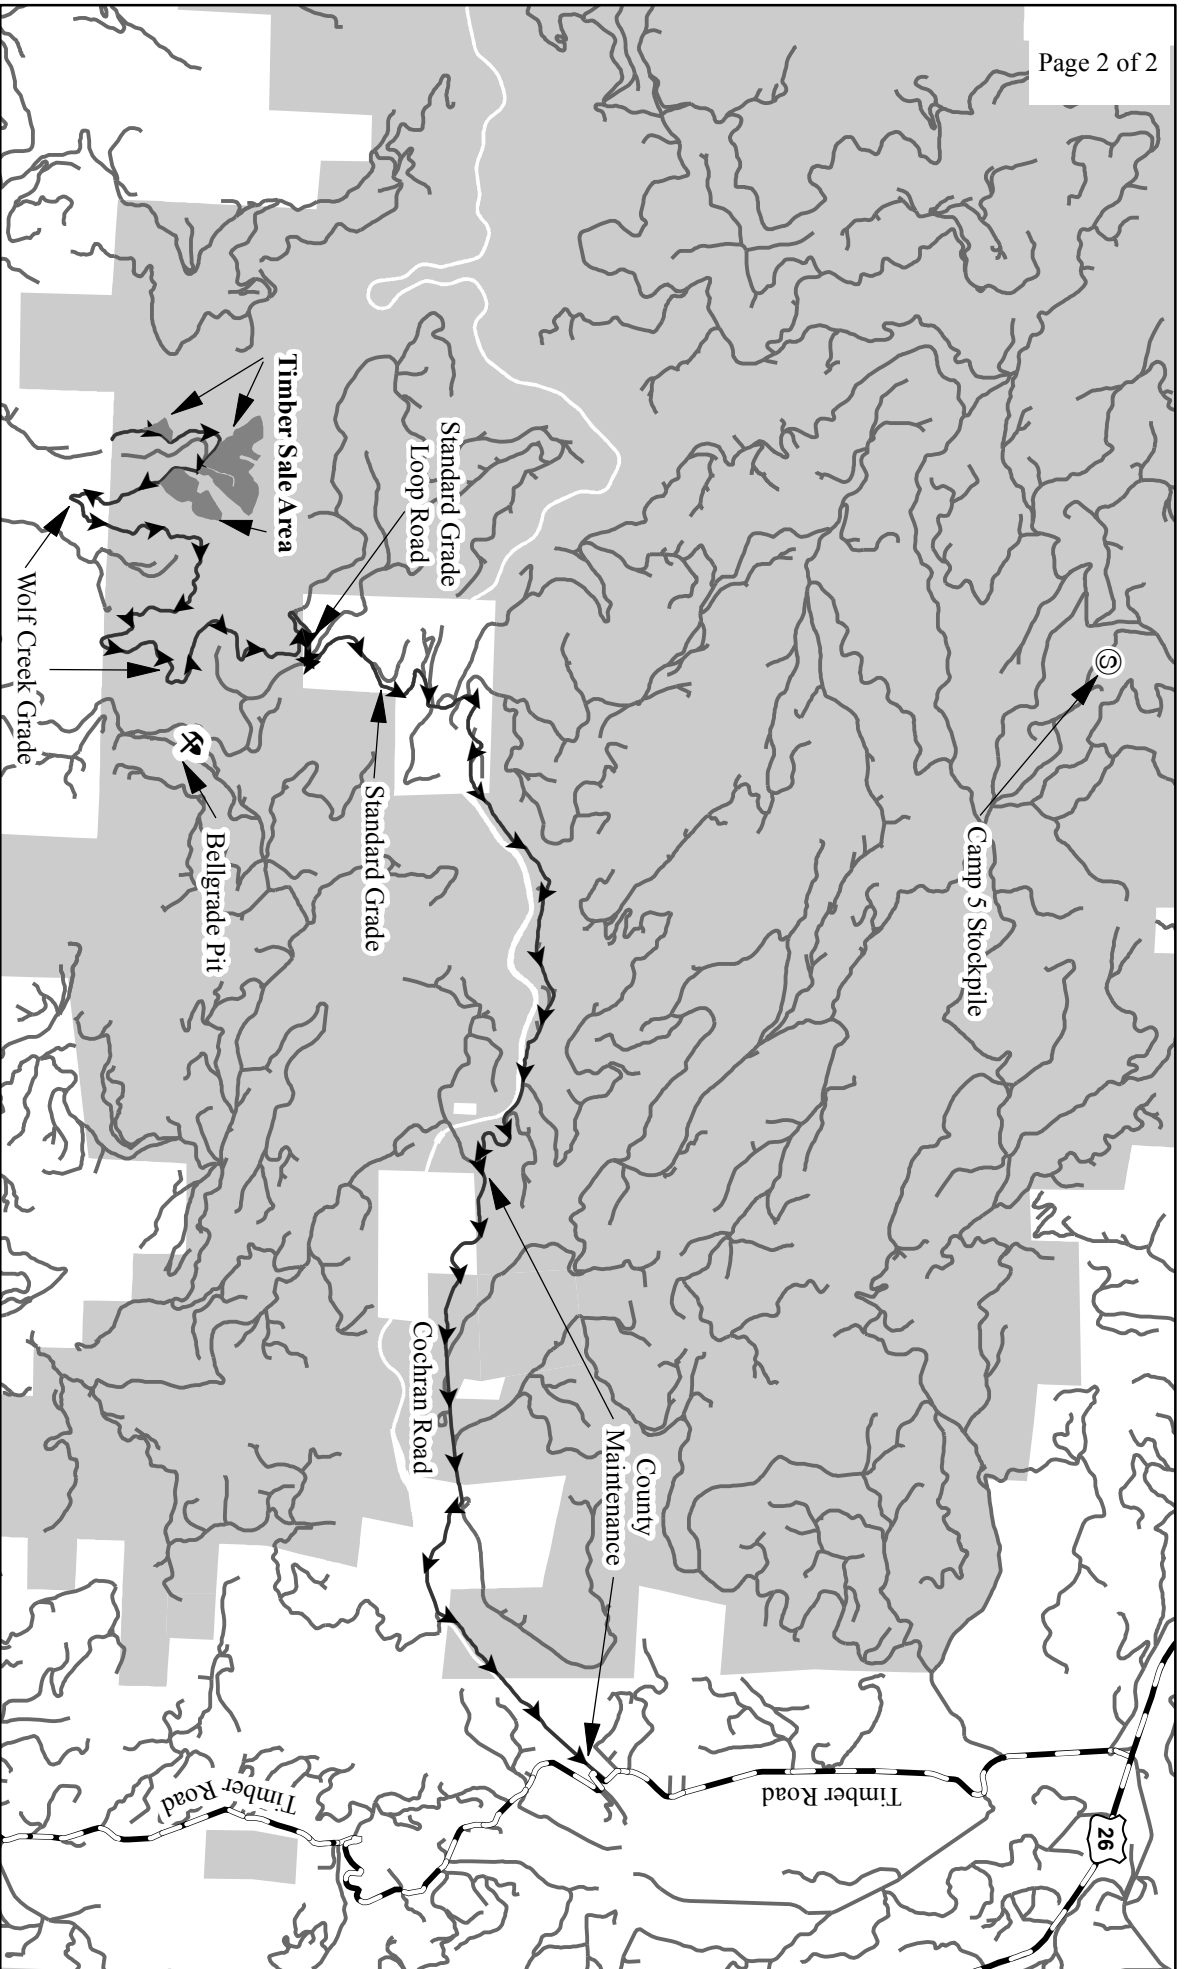 Page 2 of 2
Camp 5 Stockpile
S
26
Timber Road
County
Maintenance
Standard Grade
Loop Road
Cochran Road
Standard Grade
Timber Sale Area
Bellgrade Pit
Timber Road
Wolf Creek Grade